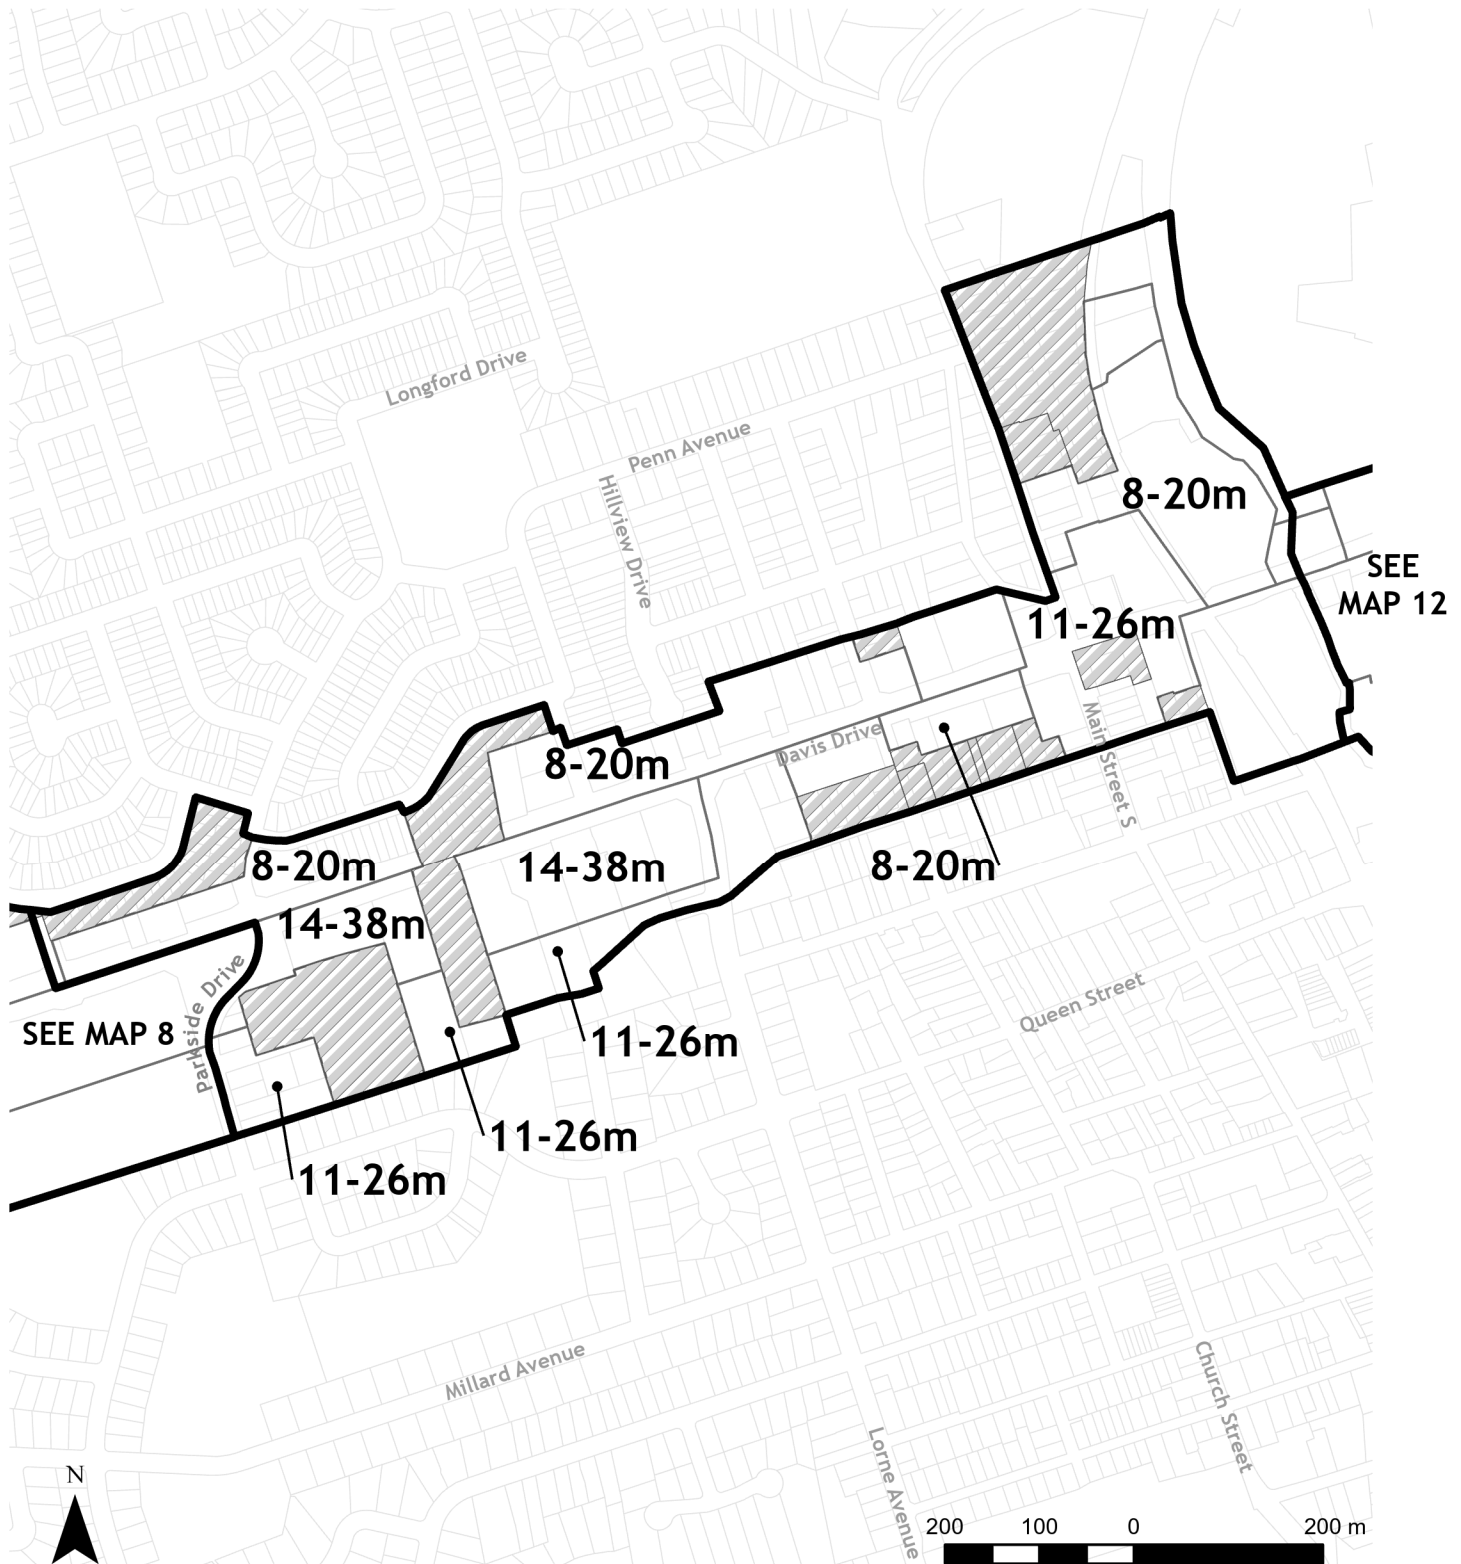 Longford Drive
Penn Avenue
Hillview Drive
8-20m
SEE
MAP 12
11-26m
Main Street S
Davis Drive
8-20m
8-20m
14-38m
8-20m
14-38m
Parkside Drive
SEE MAP 8
11-26m
11-26m
11-26m
Queen Street
Millard Avenue
Church Street
Lorne Avenue
N
200 100 0 200 m